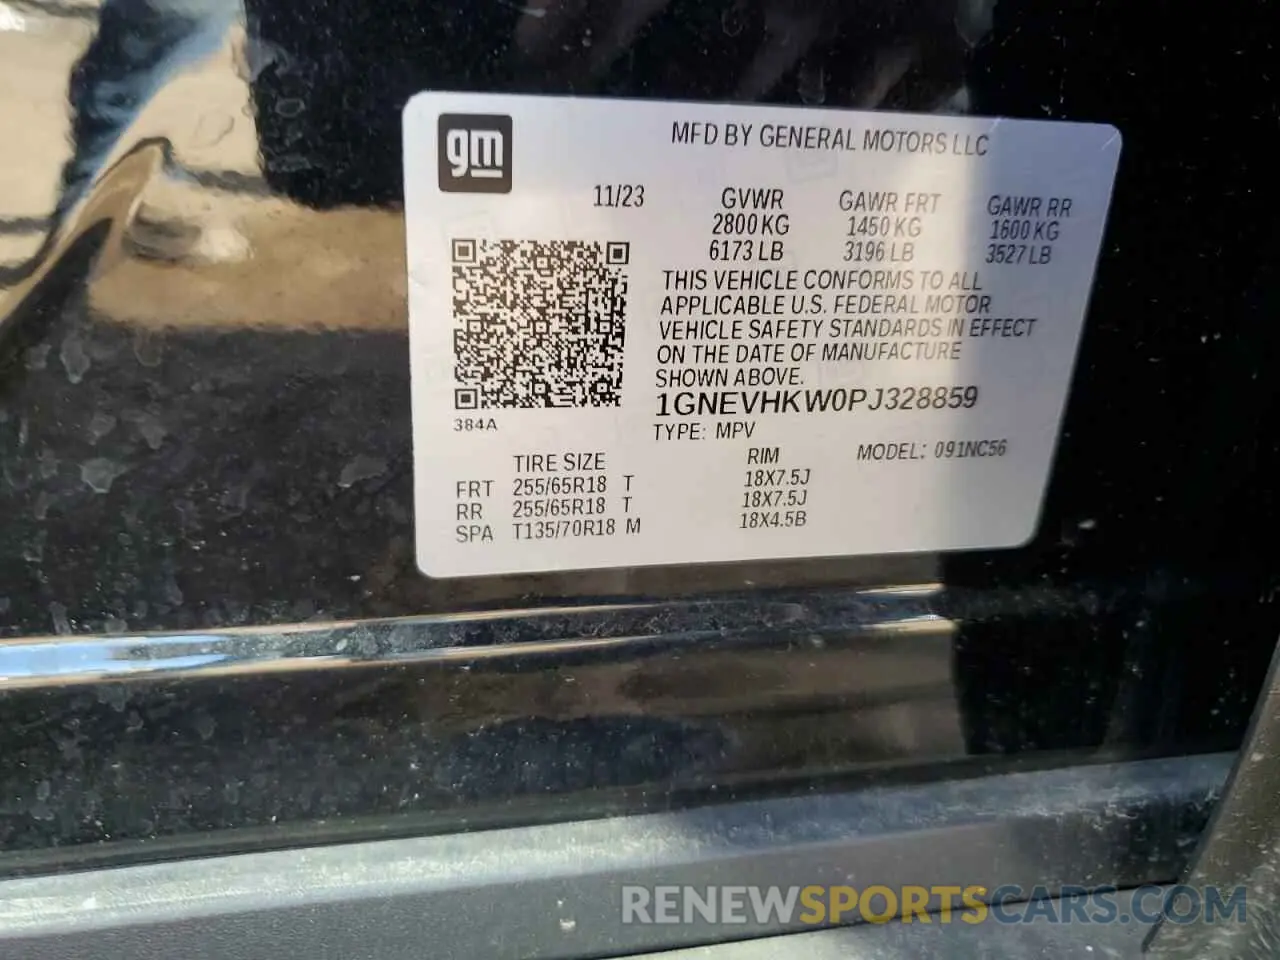 gm
MFD BY GENERAL MOTORS LLC
11/23 GVWR GAWR FRT GAWR RR
2800 KG 1450 KG 1600 KG
6173 LB 3196 LB 3527 LB
THIS VEHICLE CONFORMS TO ALL
APPLICABLE U.S. FEDERAL MOTOR
VEHICLE SAFETY STANDARDS IN EFFECT
ON THE DATE OF MANUFACTURE
SHOWN ABOVE.
1GNEVHKW0PJ328859
384A
TYPE: MPV
MODEL: 091NC56
TIRE SIZE RIM
FRT 255/65R18 T 18X7.5J
RR 255/65R18 T 18X7.5J
SPA T135/70R18 M 18X4.5B
RENEWSPORTSCARS.COM